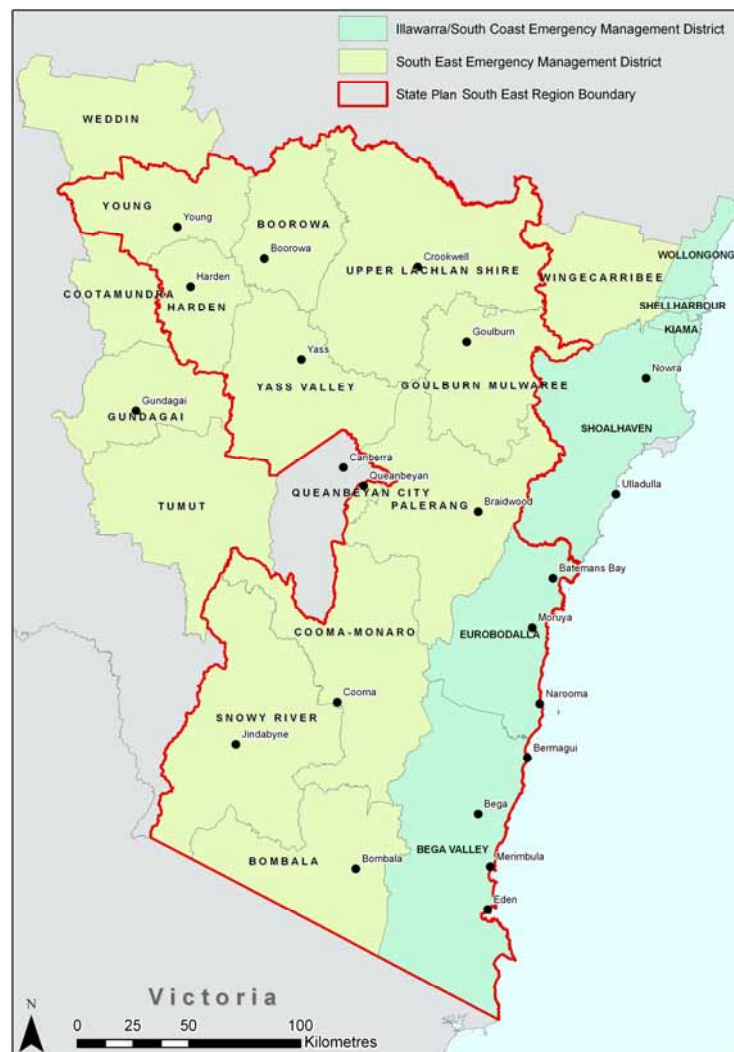 Illawarra/South Coast Emergency Management District
South East Emergency Management District
State Plan South East Region Boundary
WEDDIN
YOUNG
Young
BOOROWA
Boorowa
UPPER LACHLAN SHIRE
Crookwell
WINGECARRIBEE
WOLLONGONG
SHELLHARBOUR
KIAMA
COOTAMUNDRA
Harden
HARDEN
Goulburn
GOULBURN MULWAREE
Yass
YASS VALLEY
Nowra
SHOALHAVEN
Gundagai
GUNDAGAI
Canberra
Queanbeyan
QUEANBEYAN CITY
PALERANG
Braidwood
Ulladulla
TUMUT
Batemans Bay
Moruya
EUROBODALLA
COOMA-MONARO
Cooma
Narooma
SNOWY RIVER
Jindabyne
Bermagui
Bega
BEGA VALLEY
Merimbula
BOMBALA
Bombala
Eden
Victoria
N
0 25 50 100
Kilometres